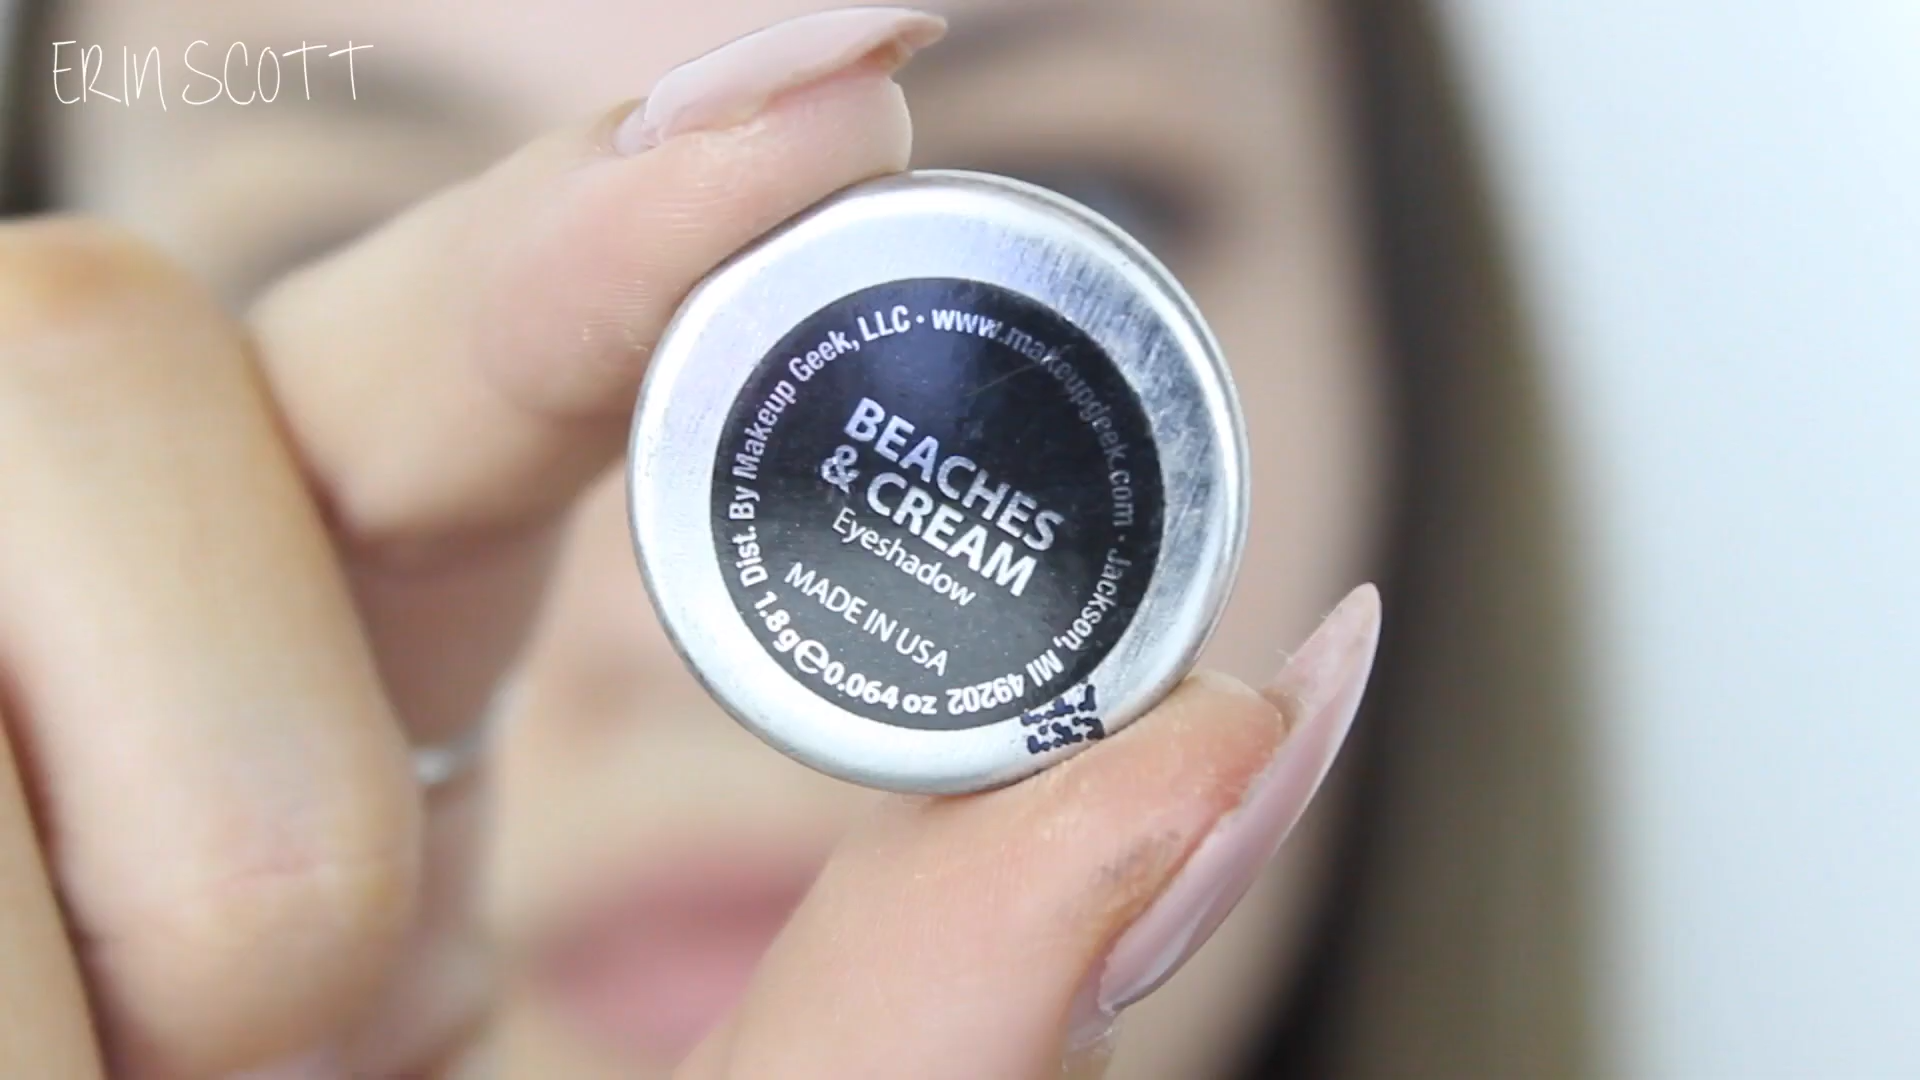 ERIN SCOTT
BEACHES
& CREAM
Eyeshadow
MADE IN USA
Dist. By Makeup Geek, LLC · www.makeupgeek.com · Jackson, MI 49202
1.8g℮0.064 oz